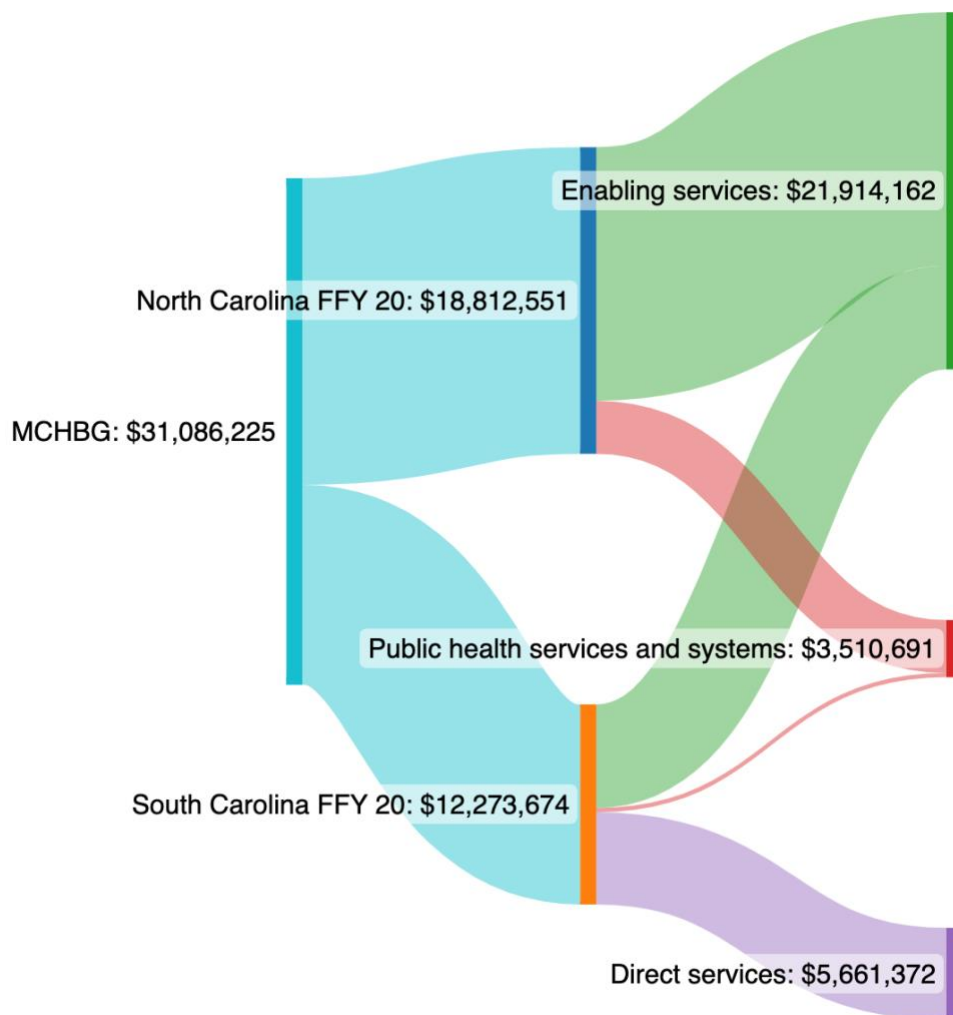 Enabling services: $21,914,162
North Carolina FFY 20: $18,812,551
MCHBG: $31,086,225
Public health services and systems: $3,510,691
South Carolina FFY 20: $12,273,674
Direct services: $5,661,372